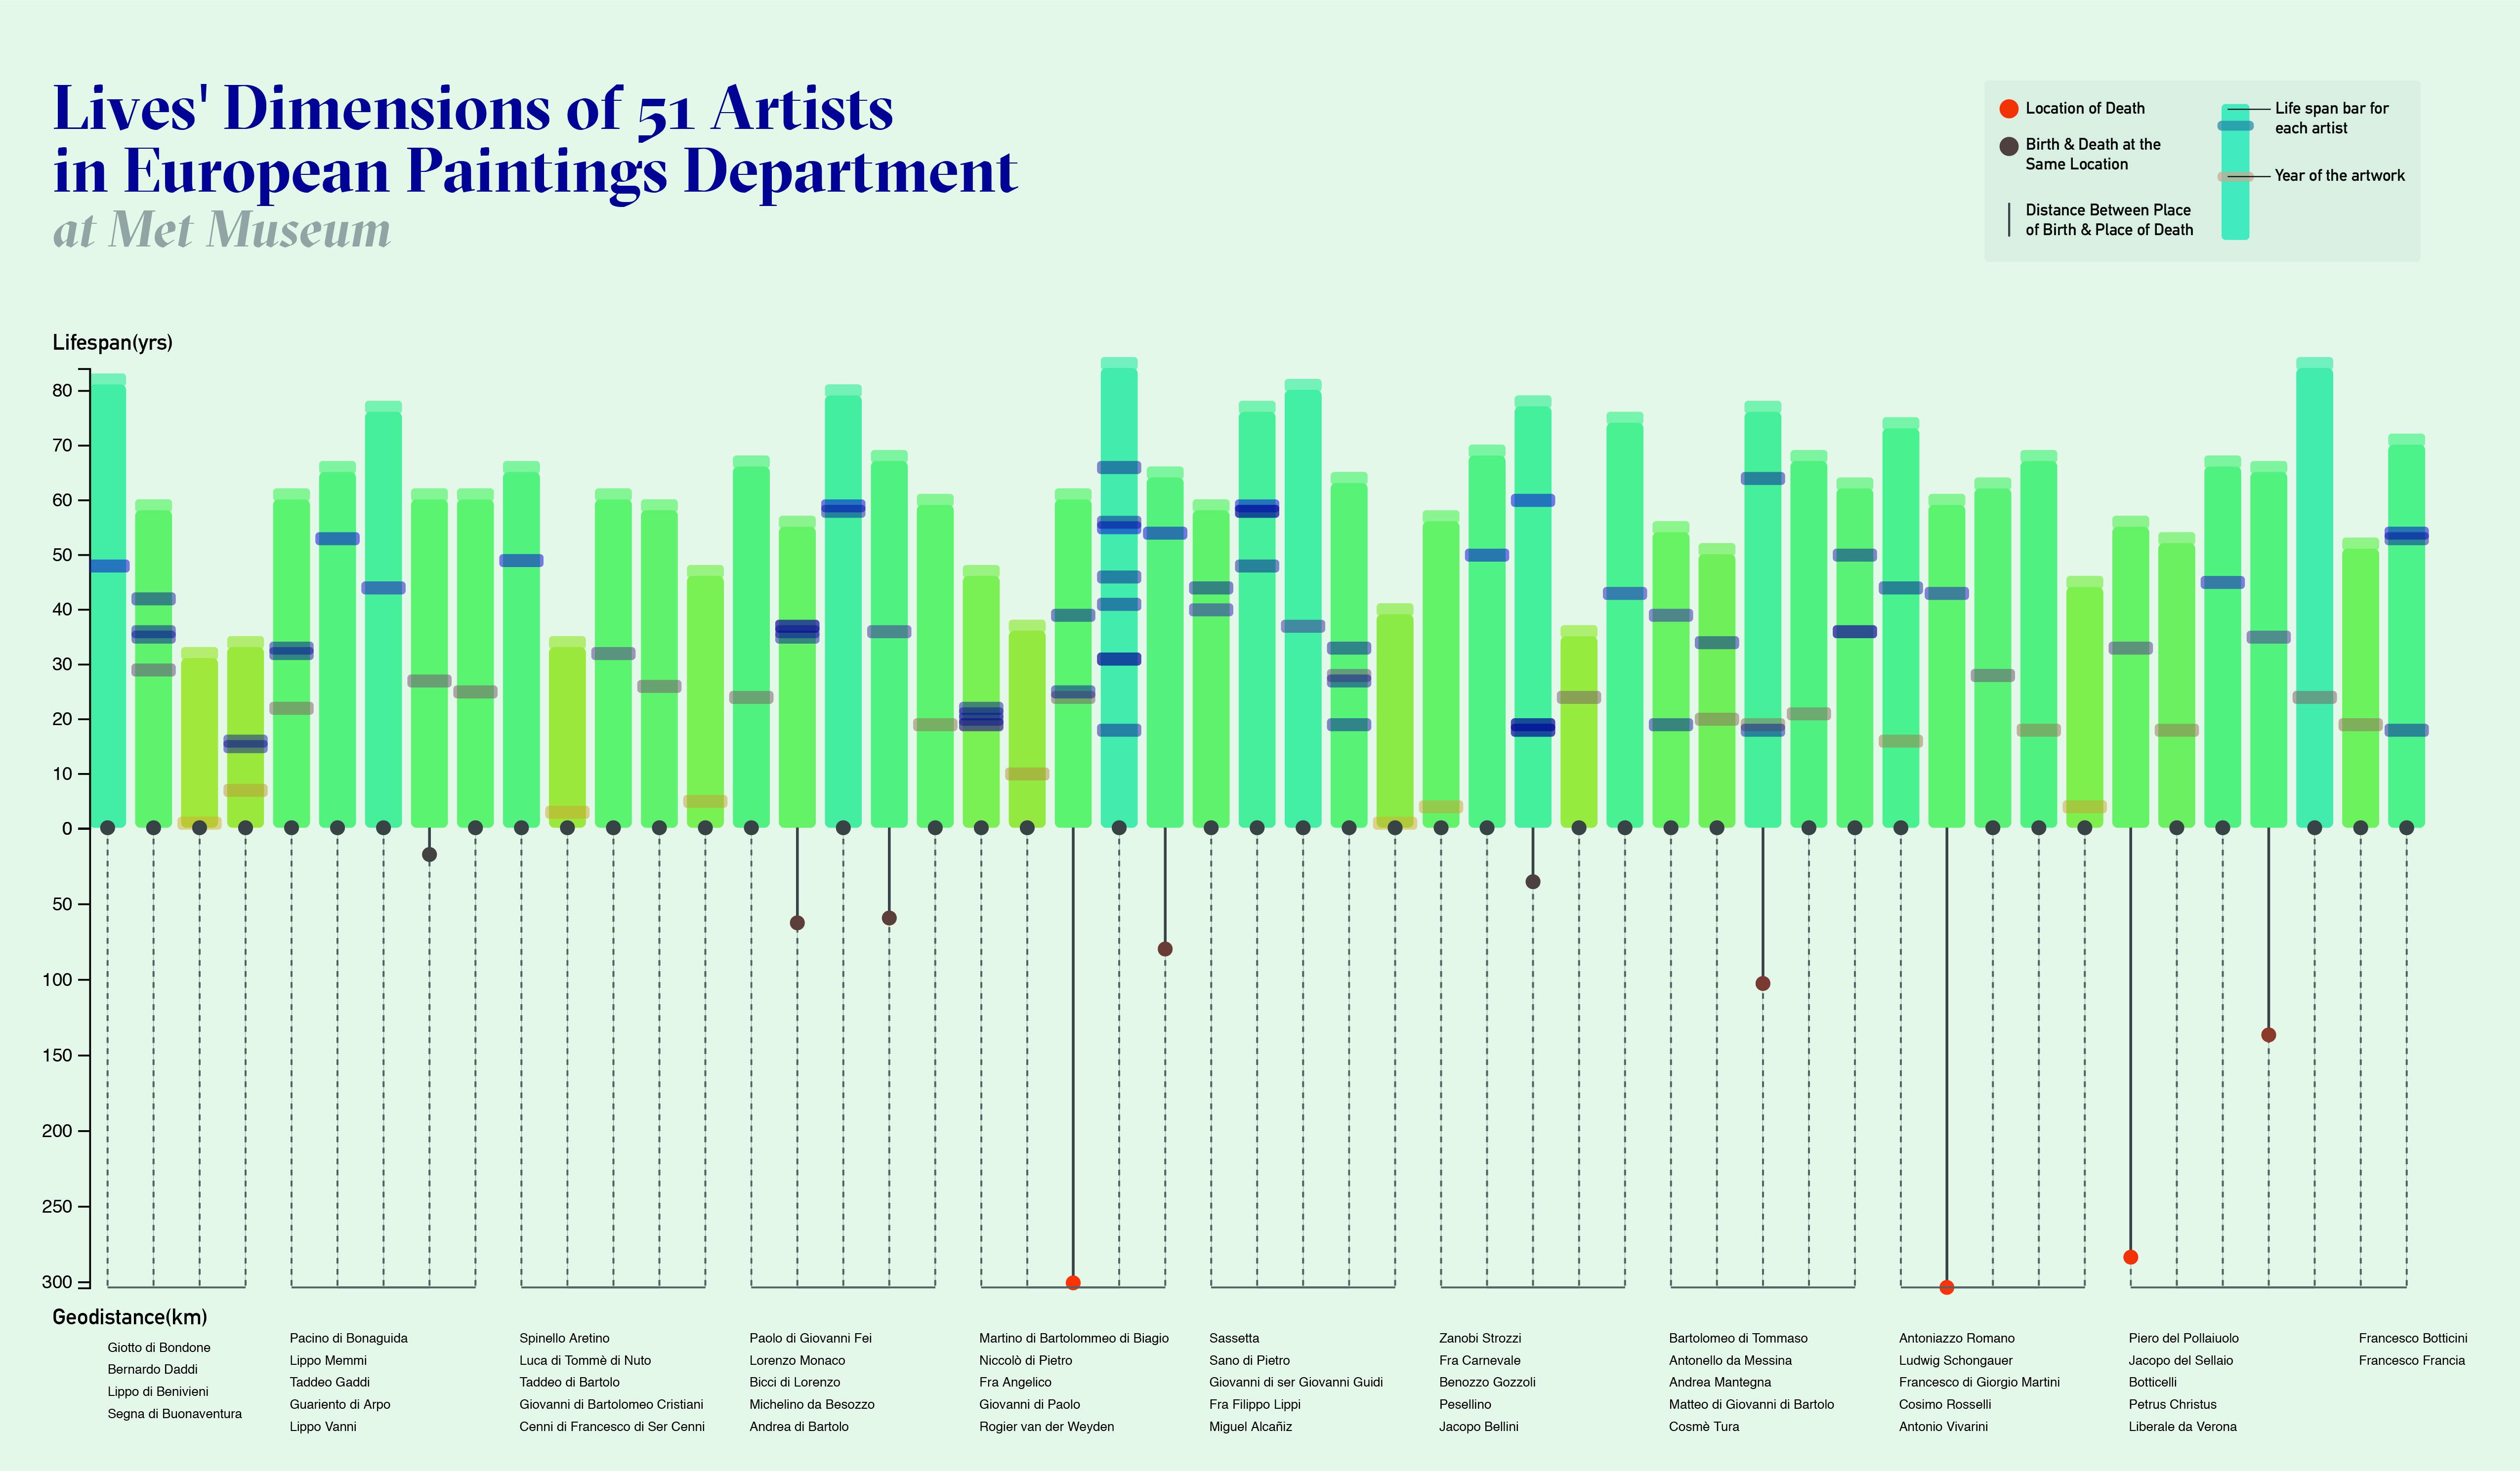 Lives' Dimensions of 51 Artists
in European Paintings Department
at Met Museum
Location of Death
Birth & Death at the
Same Location
Distance Between Place
of Birth & Place of Death
Life span bar for
each artist
Year of the artwork
Lifespan(yrs)
80
70
60
50
40
30
20
10
0
50
100
150
200
250
300
Geodistance(km)
Giotto di Bondone
Bernardo Daddi
Lippo di Benivieni
Segna di Buonaventura
Pacino di Bonaguida
Lippo Memmi
Taddeo Gaddi
Guariento di Arpo
Lippo Vanni
Spinello Aretino
Luca di Tommè di Nuto
Taddeo di Bartolo
Giovanni di Bartolomeo Cristiani
Cenni di Francesco di Ser Cenni
Paolo di Giovanni Fei
Lorenzo Monaco
Bicci di Lorenzo
Michelino da Besozzo
Andrea di Bartolo
Martino di Bartolommeo di Biagio
Niccolò di Pietro
Fra Angelico
Giovanni di Paolo
Rogier van der Weyden
Sassetta
Sano di Pietro
Giovanni di ser Giovanni Guidi
Fra Filippo Lippi
Miguel Alcañiz
Zanobi Strozzi
Fra Carnevale
Benozzo Gozzoli
Pesellino
Jacopo Bellini
Bartolomeo di Tommaso
Antonello da Messina
Andrea Mantegna
Matteo di Giovanni di Bartolo
Cosmè Tura
Antoniazzo Romano
Ludwig Schongauer
Francesco di Giorgio Martini
Cosimo Rosselli
Antonio Vivarini
Piero del Pollaiuolo
Jacopo del Sellaio
Botticelli
Petrus Christus
Liberale da Verona
Francesco Botticini
Francesco Francia